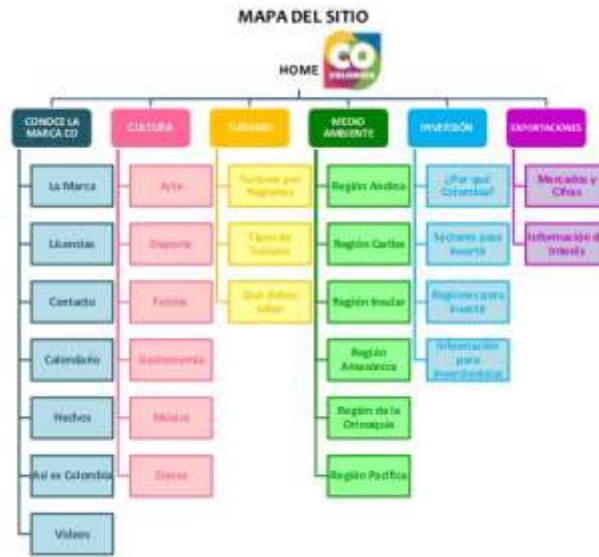 MAPA DEL SITIO
HOME
CO
COLOMBIA
CONOCE LA
MARCA CO
CULTURA
TURISMO
MEDIO
AMBIENTE
INVERSIÓN
EXPORTACIONES
La Marca
Licencias
Contacto
Calendario
Hechos
Así es Colombia
Videos
Arte
Deporte
Fiestas
Gastronomía
Música
Danza
Turismo por
Regiones
Tipos de
Turismo
Qué debes
saber
Región Andina
Región Caribe
Región Insular
Región
Amazónica
Región de la
Orinoquía
Región Pacífica
¿Por qué
Colombia?
Sectores para
Invertir
Regiones para
Invertir
Información
para
Inversionistas
Mercados y
Cifras
Información de
Interés